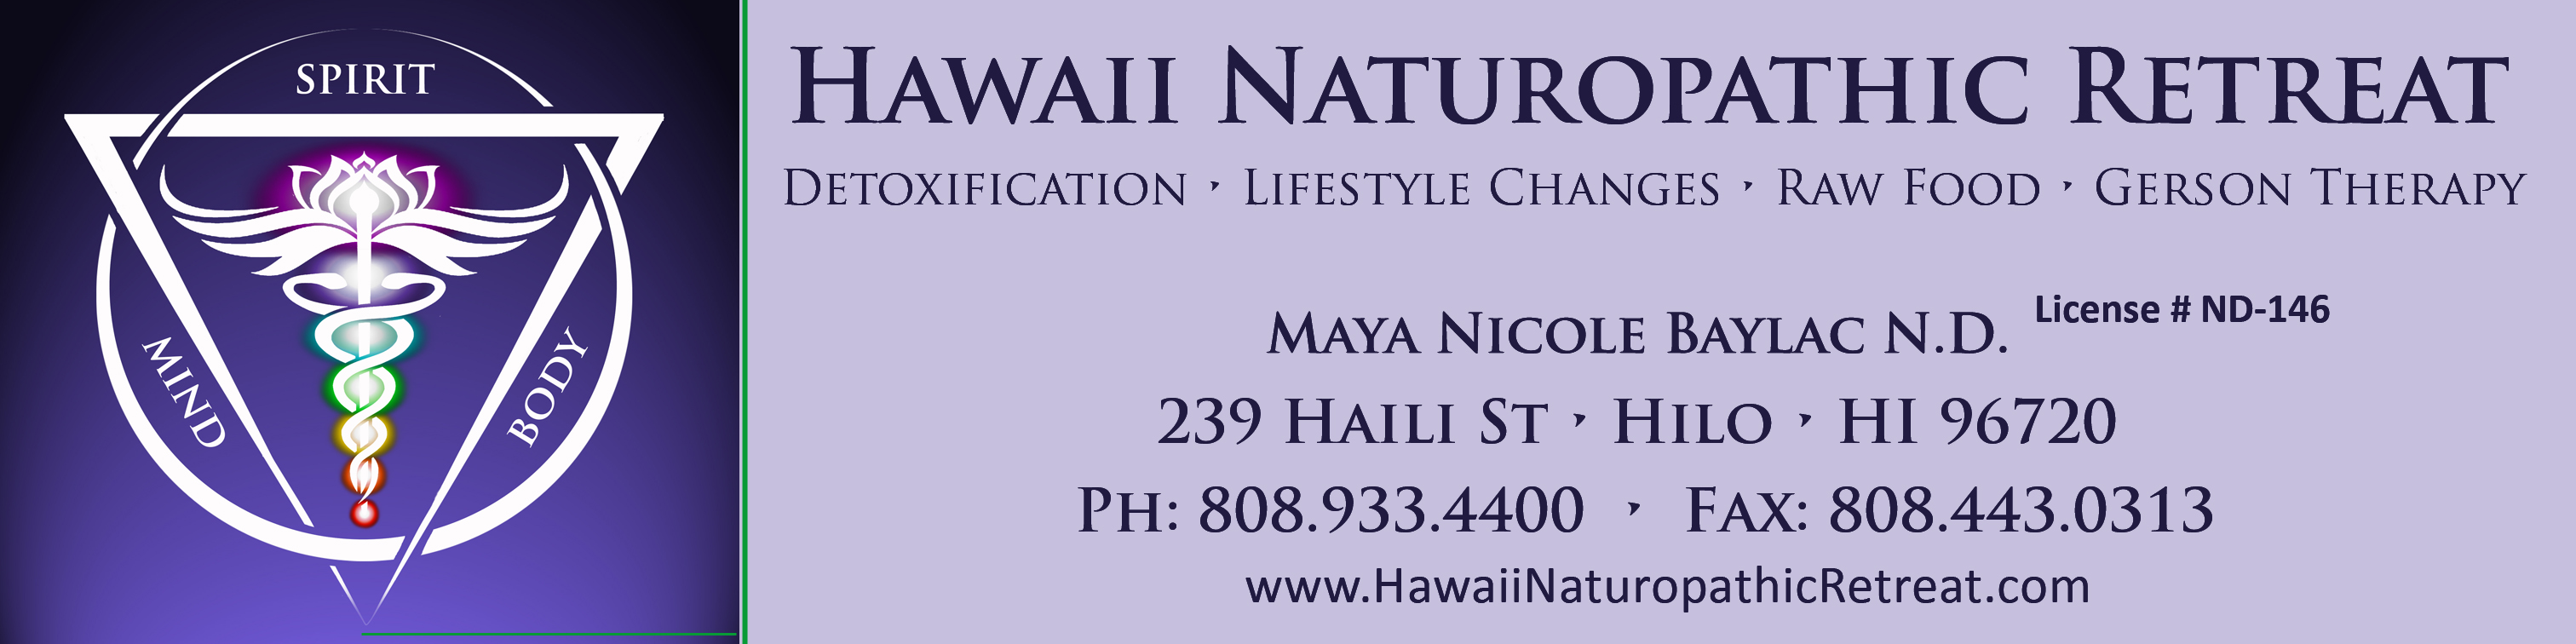 SPIRIT
MIND
BODY
Hawaii Naturopathic Retreat
Detoxification • Lifestyle Changes • Raw Food • Gerson Therapy
Maya Nicole Baylac N.D. License # ND-146
239 Haili St • Hilo • HI 96720
Ph: 808.933.4400 • Fax: 808.443.0313
www.HawaiiNaturopathicRetreat.com